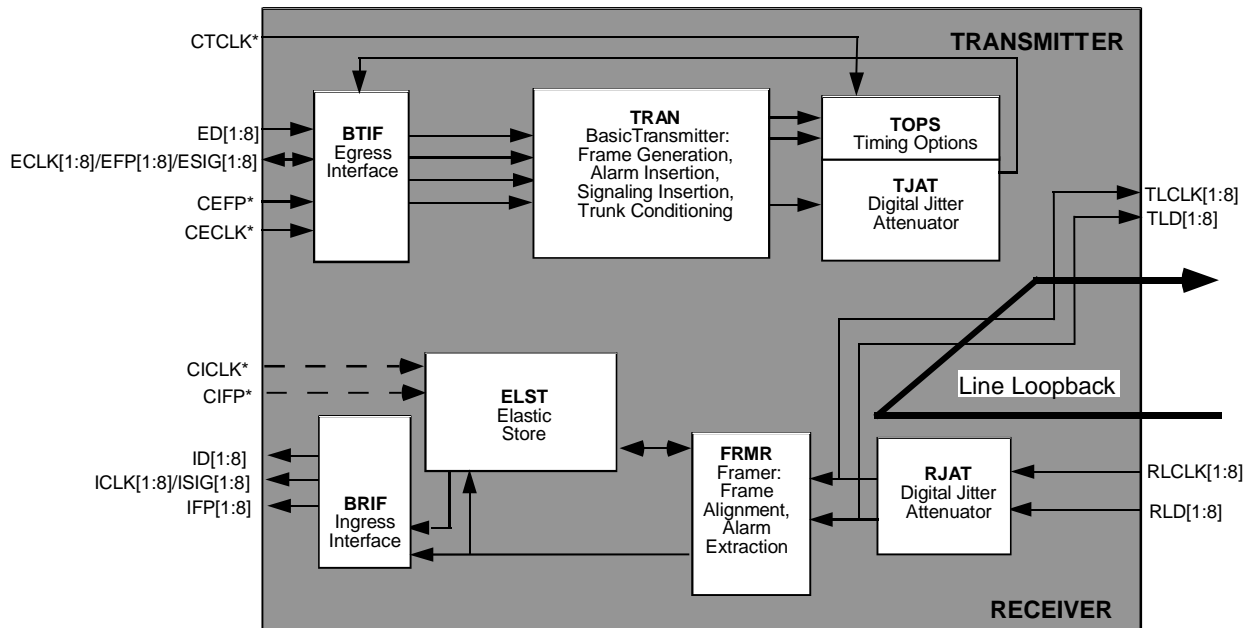 CTCLK*
TRANSMITTER
ED[1:8]
ECLK[1:8]/EFP[1:8]/ESIG[1:8]
CEFP*
CECLK*
BTIF
Egress
Interface
TRAN
BasicTransmitter:
Frame Generation,
Alarm Insertion,
Signaling Insertion,
Trunk Conditioning
TOPS
Timing Options
TJAT
Digital Jitter
Attenuator
TLCLK[1:8]
TLD[1:8]
CICLK*
CIFP*
ELST
Elastic
Store
Line Loopback
ID[1:8]
ICLK[1:8]/ISIG[1:8]
IFP[1:8]
BRIF
Ingress
Interface
FRMR
Framer:
Frame
Alignment,
Alarm
Extraction
RJAT
Digital Jitter
Attenuator
RLCLK[1:8]
RLD[1:8]
RECEIVER